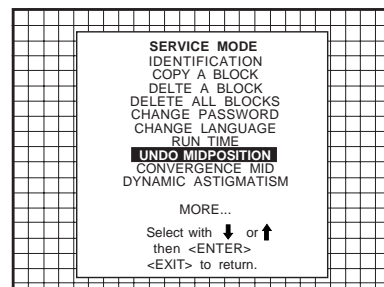 SERVICE MODE
IDENTIFICATION
COPY A BLOCK
DELTE A BLOCK
DELETE ALL BLOCKS
CHANGE PASSWORD
CHANGE LANGUAGE
RUN TIME
UNDO MIDPOSITION
CONVERGENCE MID
DYNAMIC ASTIGMATISM
MORE...
Select with ⬇ or ⬆
then <ENTER>
<EXIT> to return.